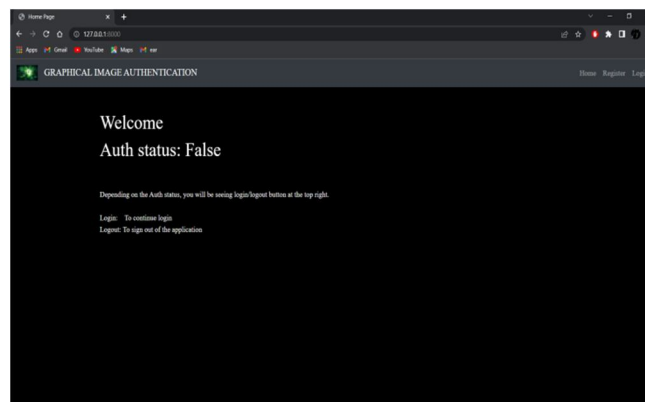 Home Page
127.0.0.1:8000
Apps Gmail YouTube Maps
GRAPHICAL IMAGE AUTHENTICATION
Home Register
Welcome
Auth status: False
Depending on the Auth status, you will be seeing login/logout button at the top right.
Login: To continue login
Logout: To sign out of the application